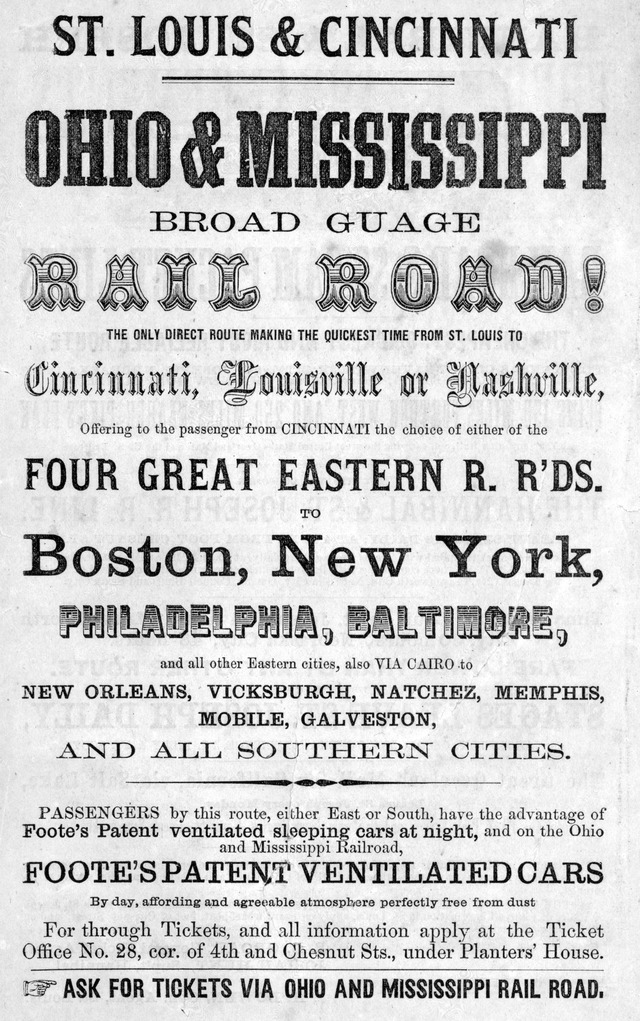 ST. LOUIS & CINCINNATI
OHIO & MISSISSIPPI
BROAD GUAGE
RAIL ROAD!
THE ONLY DIRECT ROUTE MAKING THE QUICKEST TIME FROM ST. LOUIS TO
Cincinnati, Louisville or Nashville,
Offering to the passenger from CINCINNATI the choice of either of the
FOUR GREAT EASTERN R. R'DS.
TO
Boston, New York,
PHILADELPHIA, BALTIMORE,
and all other Eastern cities, also VIA CAIRO to
NEW ORLEANS, VICKSBURGH, NATCHEZ, MEMPHIS,
MOBILE, GALVESTON,
AND ALL SOUTHERN CITIES.
PASSENGERS by this route, either East or South, have the advantage of
Foote's Patent ventilated sleeping cars at night, and on the Ohio
and Mississippi Railroad,
FOOTE'S PATENT VENTILATED CARS
By day, affording and agreeable atmosphere perfectly free from dust
For through Tickets, and all information apply at the Ticket
Office No. 28, cor. of 4th and Chesnut Sts., under Planters' House.
☞ ASK FOR TICKETS VIA OHIO AND MISSISSIPPI RAIL ROAD.